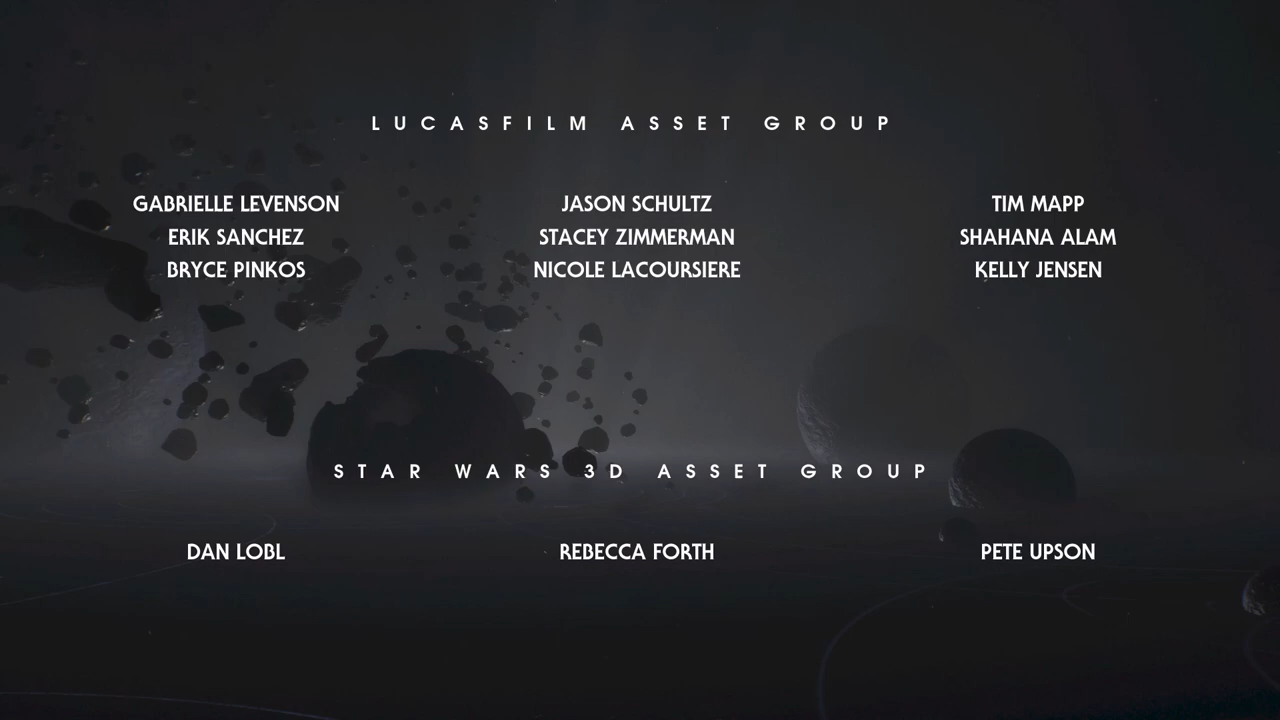 LUCASFILM ASSET GROUP
GABRIELLE LEVENSON JASON SCHULTZ TIM MAPP
ERIK SANCHEZ STACEY ZIMMERMAN SHAHANA ALAM
BRYCE PINKOS NICOLE LACOURSIERE KELLY JENSEN
STAR WARS 3D ASSET GROUP
DAN LOBL REBECCA FORTH PETE UPSON